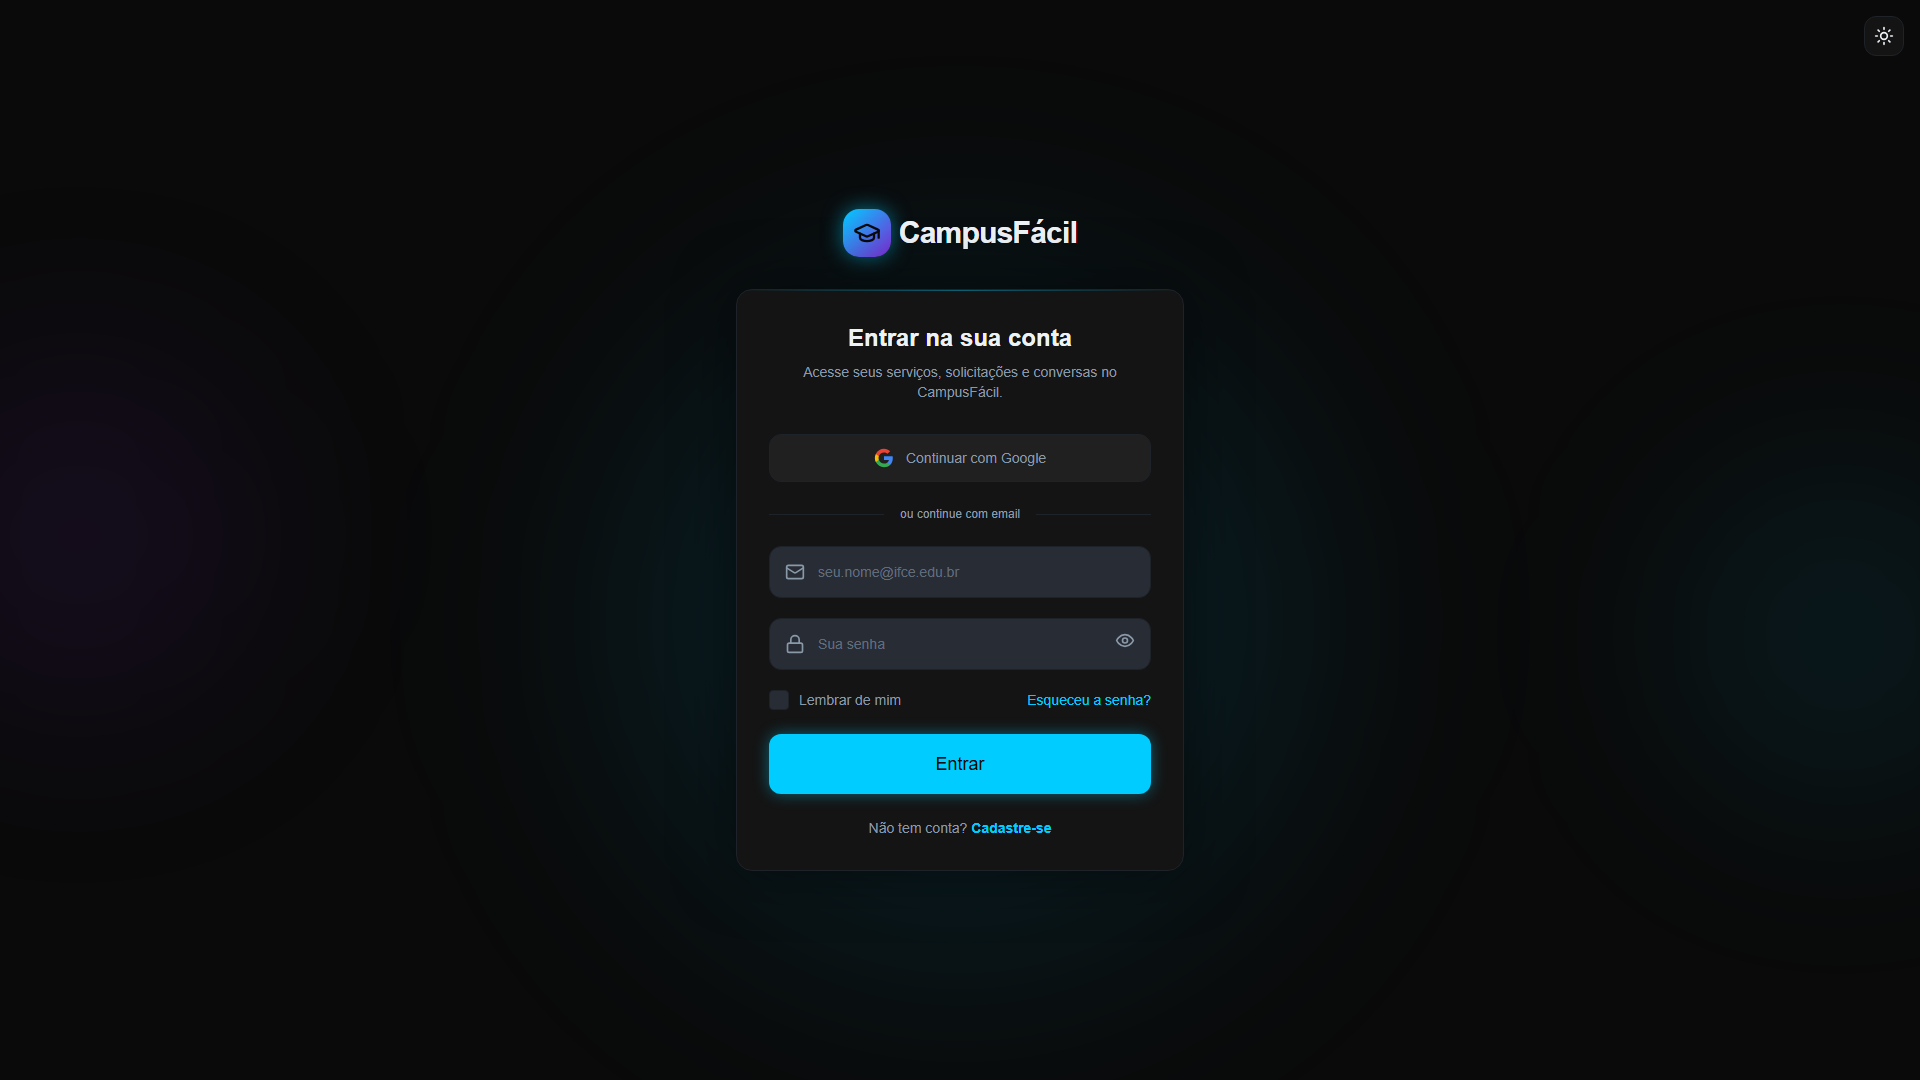 CampusFácil
Entrar na sua conta
Acesse seus serviços, solicitações e conversas no
CampusFácil.
Continuar com Google
ou continue com email
seu.nome@ifce.edu.br
Sua senha
Lembrar de mim
Esqueceu a senha?
Entrar
Não tem conta? Cadastre-se